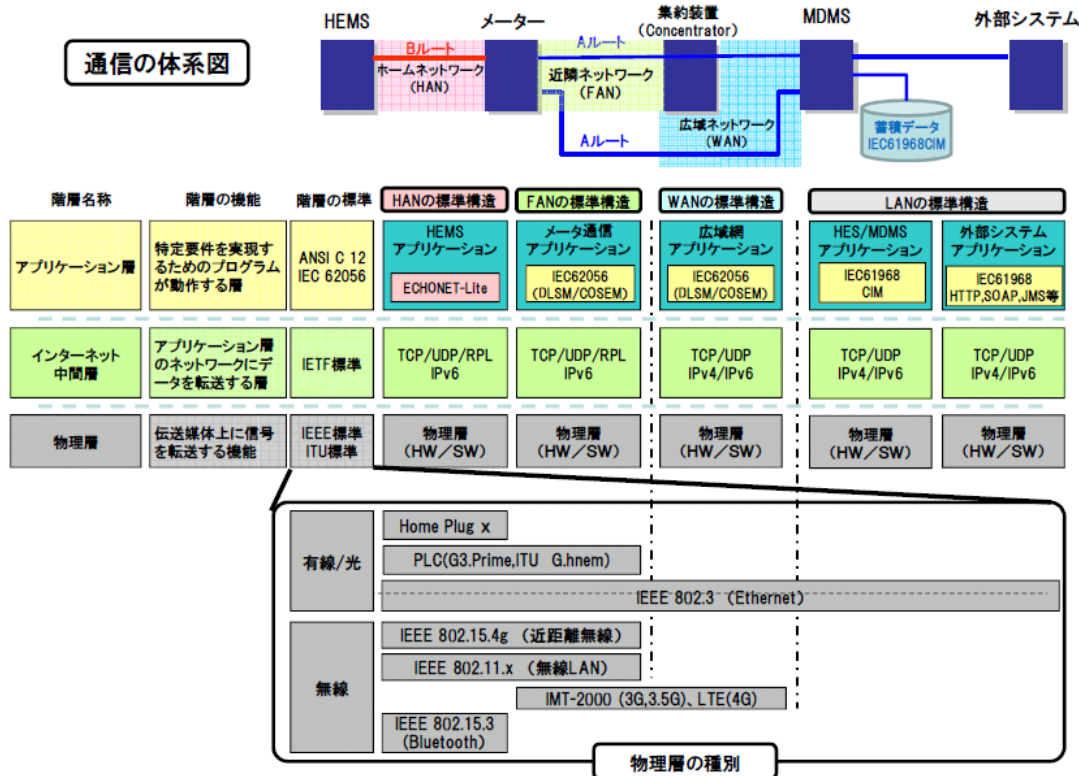 通信の体系図
HEMS
メーター
集約装置
(Concentrator)
MDMS
外部システム
Bルート
Aルート
ホームネットワーク
(HAN)
近隣ネットワーク
(FAN)
Aルート
広域ネットワーク
(WAN)
蓄積データ
IEC61968CIM
階層名称
階層の機能
階層の標準
HANの標準構造
FANの標準構造
WANの標準構造
LANの標準構造
アプリケーション層
特定要件を実現す
るためのプログラム
が動作する層
ANSI C 12
IEC 62056
HEMS
アプリケーション
ECHONET-Lite
メータ通信
アプリケーション
IEC62056
(DLSM/COSEM)
広域網
アプリケーション
IEC62056
(DLSM/COSEM)
HES/MDMS
アプリケーション
IEC61968
CIM
外部システム
アプリケーション
IEC61968
HTTP,SOAP,JMS等
インターネット
中間層
アプリケーション層
のネットワークにデ
ータを転送する層
IETF標準
TCP/UDP/RPL
IPv6
TCP/UDP/RPL
IPv6
TCP/UDP
IPv4/IPv6
TCP/UDP
IPv4/IPv6
TCP/UDP
IPv4/IPv6
物理層
伝送媒体上に信号
を転送する機能
IEEE標準
ITU標準
物理層
(HW/SW)
物理層
(HW/SW)
物理層
(HW/SW)
物理層
(HW/SW)
物理層
(HW/SW)
有線/光
Home Plug x
PLC(G3.Prime,ITU G.hnem)
IEEE 802.3 (Ethernet)
無線
IEEE 802.15.4g (近距離無線)
IEEE 802.11.x (無線LAN)
IMT-2000 (3G,3.5G)、LTE(4G)
IEEE 802.15.3
(Bluetooth)
物理層の種別